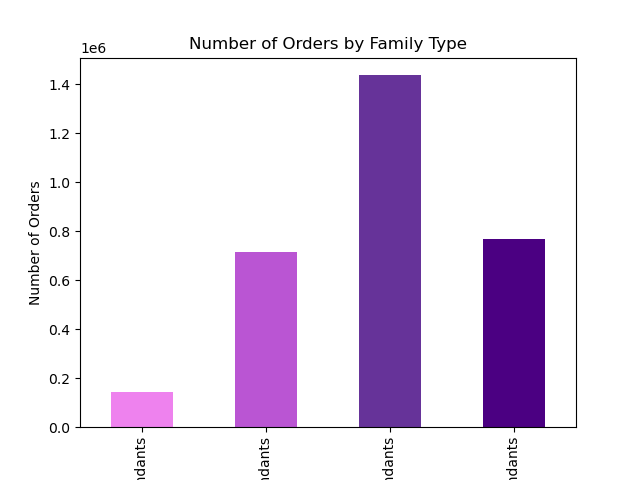 Number of Orders by Family Type
1e6
Number of Orders
1.4
1.2
1.0
0.8
0.6
0.4
0.2
0.0
ndants
ndants
ndants
ndants